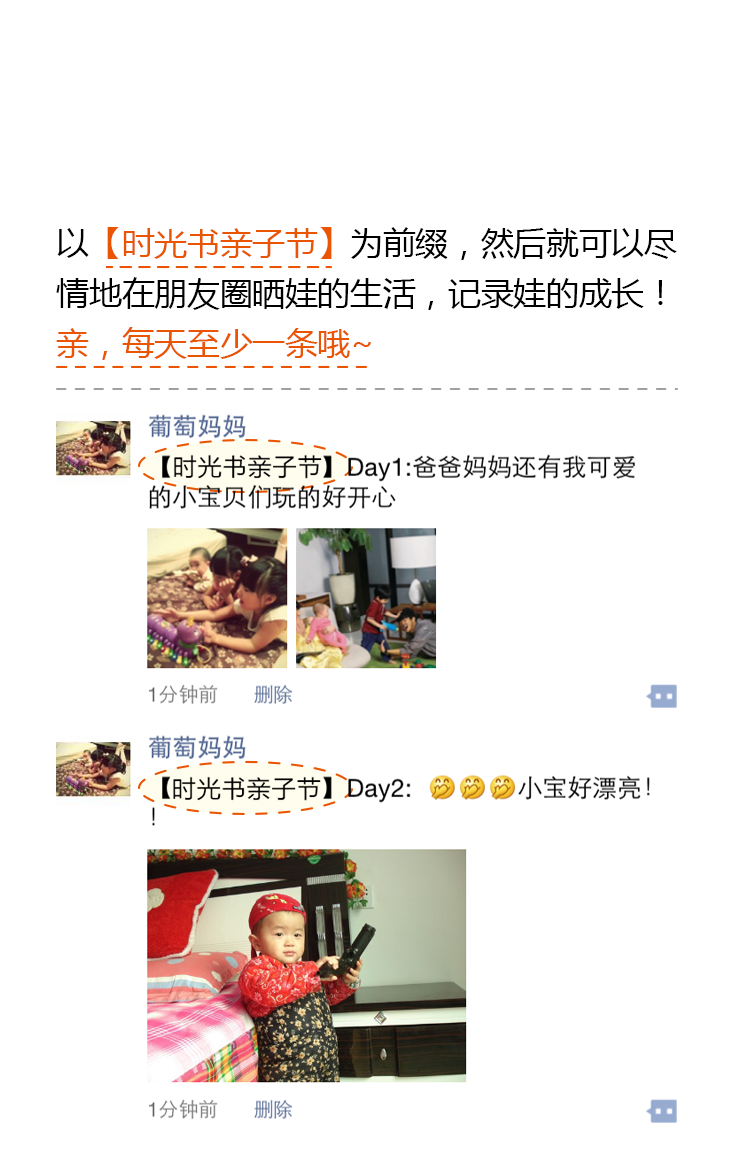 以【时光书亲子节】为前缀，然后就可以尽
情地在朋友圈晒娃的生活，记录娃的成长！
亲，每天至少一条哦~
葡萄妈妈
【时光书亲子节】Day1:爸爸妈妈还有我可爱
的小宝贝们玩的好开心
1分钟前 删除
葡萄妈妈
【时光书亲子节】Day2: 🤭🤭🤭小宝好漂亮！
！
1分钟前 删除